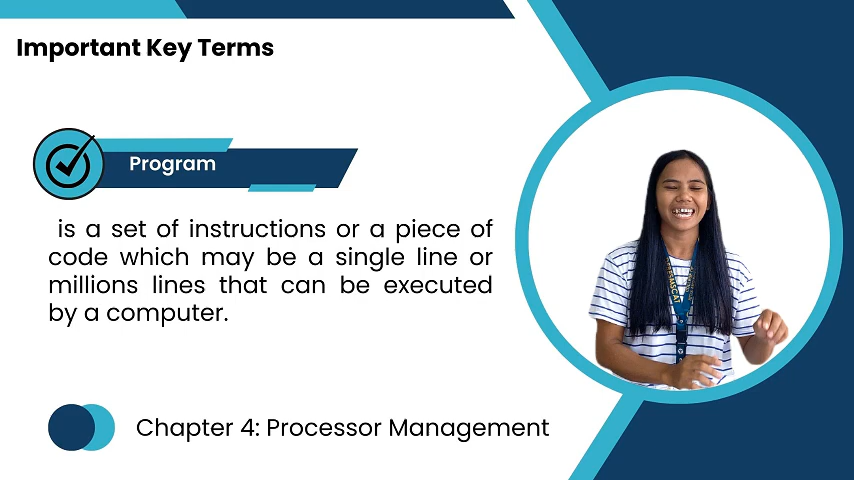 Important Key Terms
Program
is a set of instructions or a piece of
code which may be a single line or
millions lines that can be executed
by a computer.
Chapter 4: Processor Management